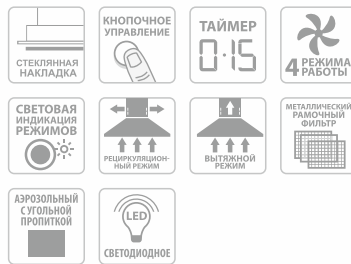 СТЕКЛЯННАЯ
НАКЛАДКА
КНОПОЧНОЕ
УПРАВЛЕНИЕ
ТАЙМЕР
0·15
4 РЕЖИМА
РАБОТЫ
СВЕТОВАЯ
ИНДИКАЦИЯ
РЕЖИМОВ
РЕЦИРКУЛЯЦИОН-
НЫЙ РЕЖИМ
ВЫТЯЖНОЙ
РЕЖИМ
МЕТАЛЛИЧЕСКИЙ
РАМОЧНЫЙ
ФИЛЬТР
АЭРОЗОЛЬНЫЙ
С УГОЛЬНОЙ
ПРОПИТКОЙ
LED
СВЕТОДИОДНОЕ